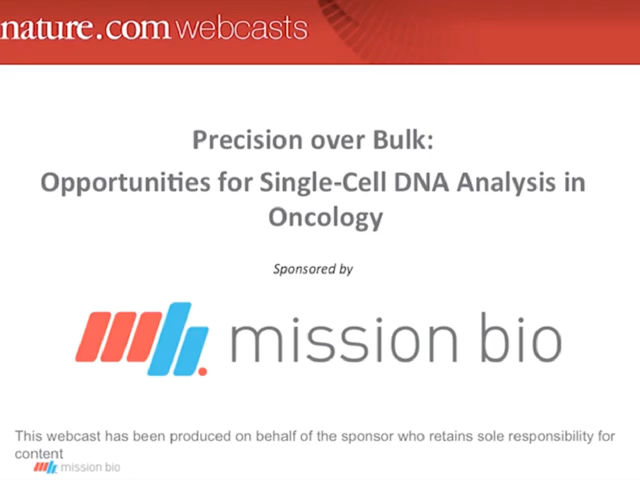 nature.com webcasts
Precision over Bulk:
Opportunities for Single-Cell DNA Analysis in
Oncology
Sponsored by
mission bio
This webcast has been produced on behalf of the sponsor who retains sole responsibility for
content
mission bio